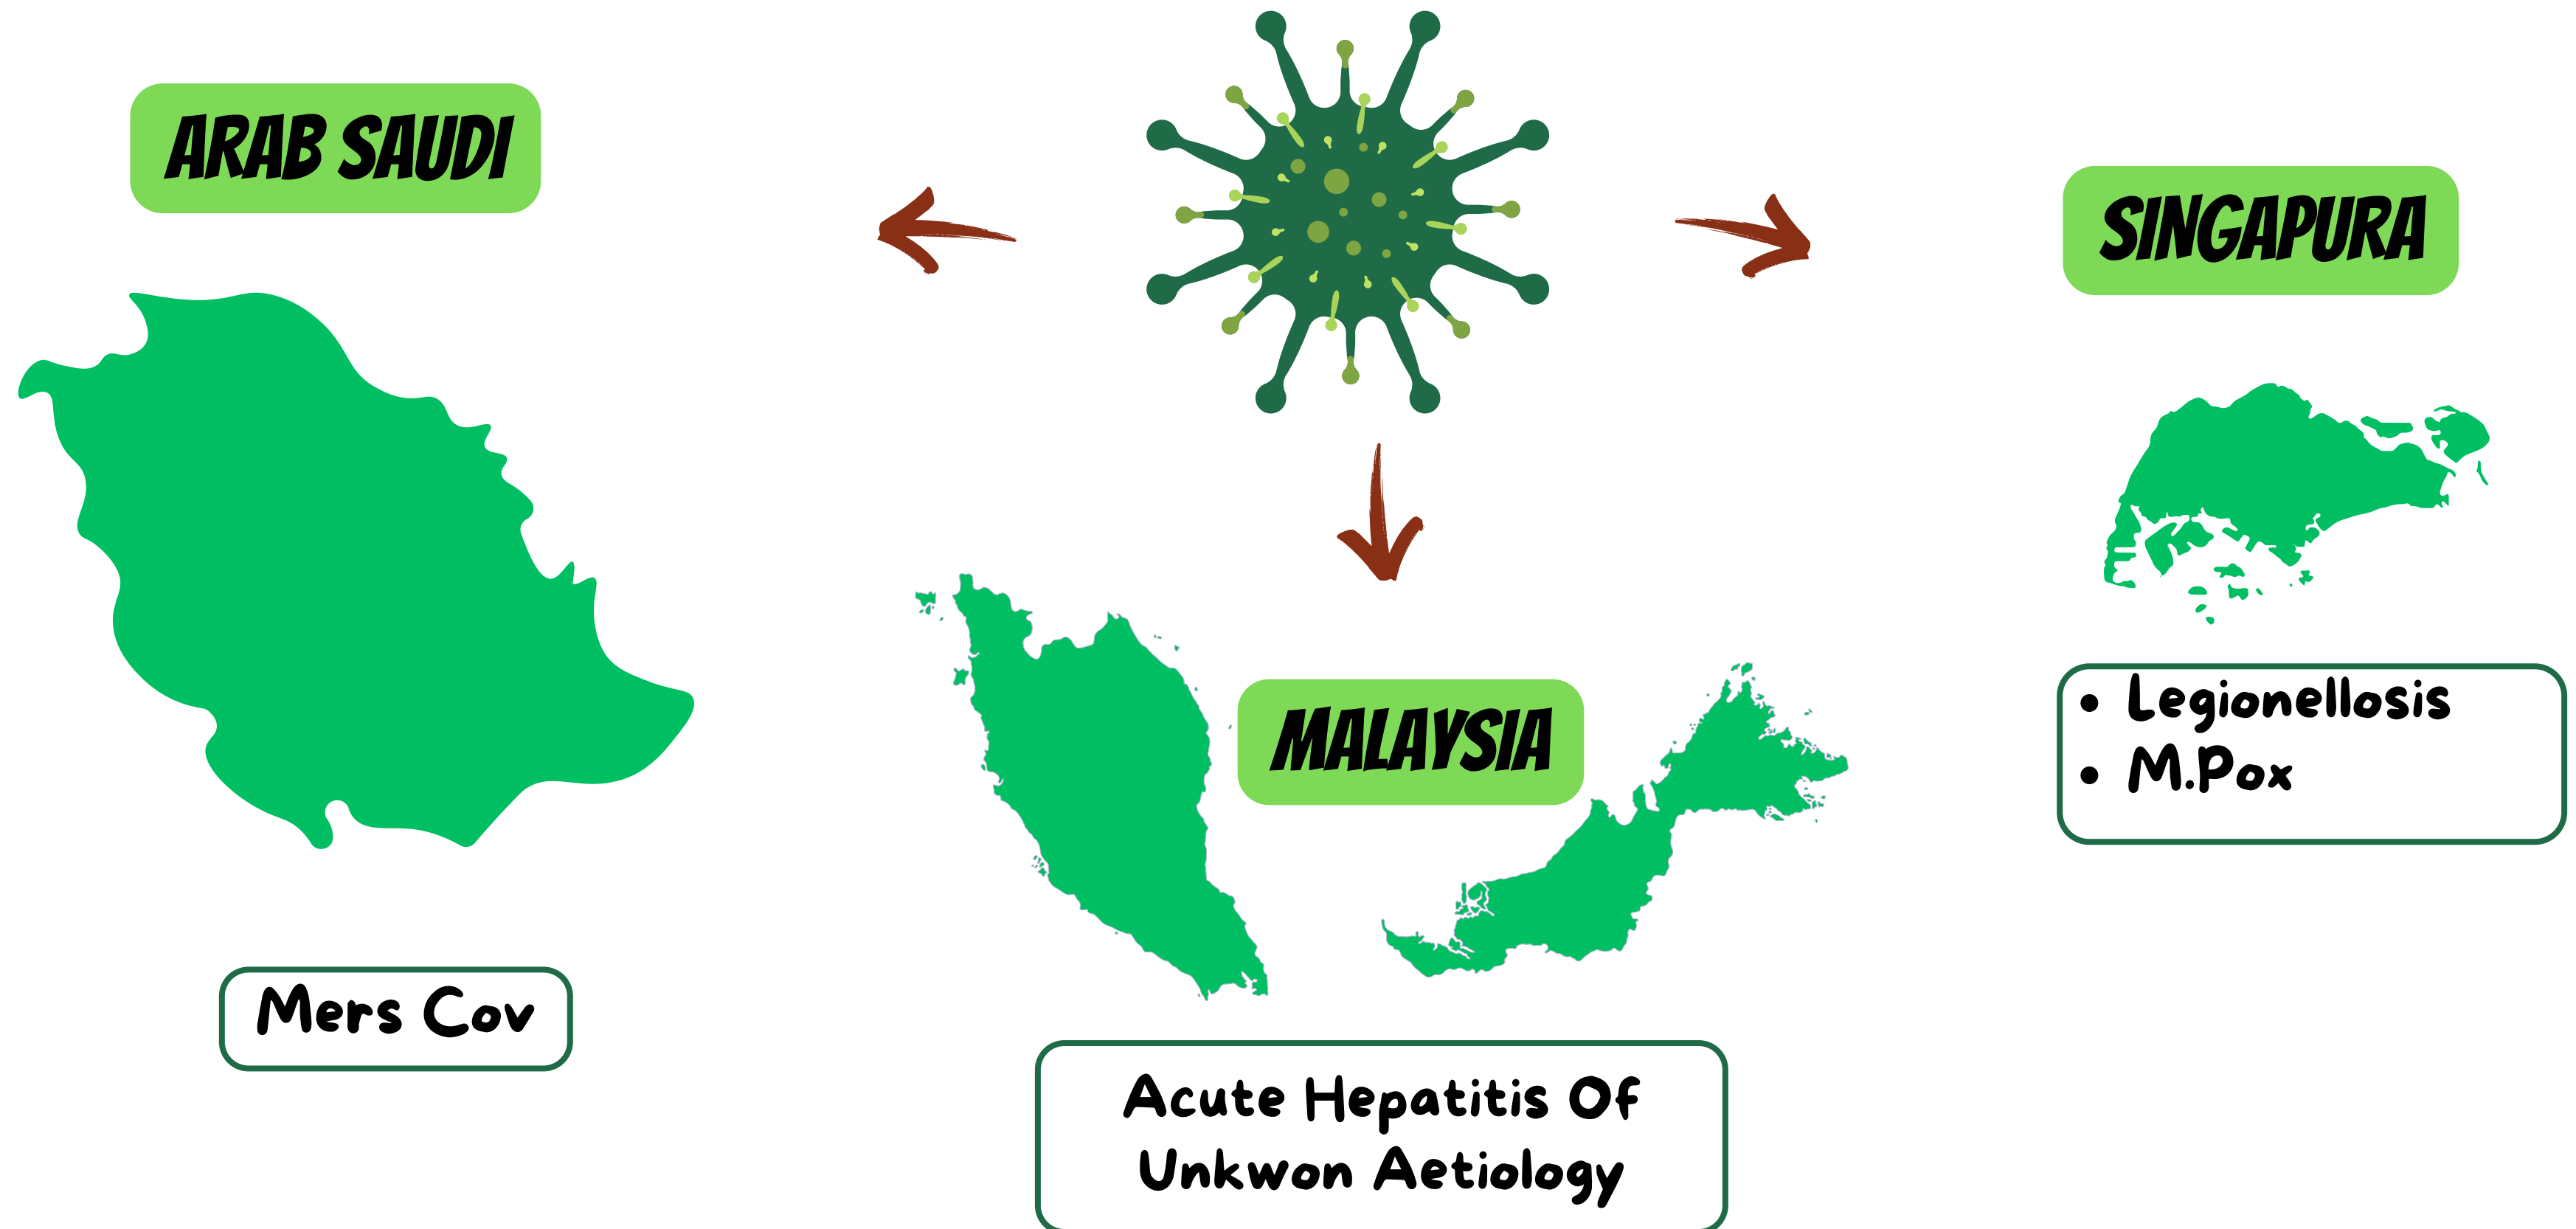 ARAB SAUDI
SINGAPURA
MALAYSIA
• Legionellosis
• M.Pox
Mers Cov
Acute Hepatitis Of
Unkwon Aetiology